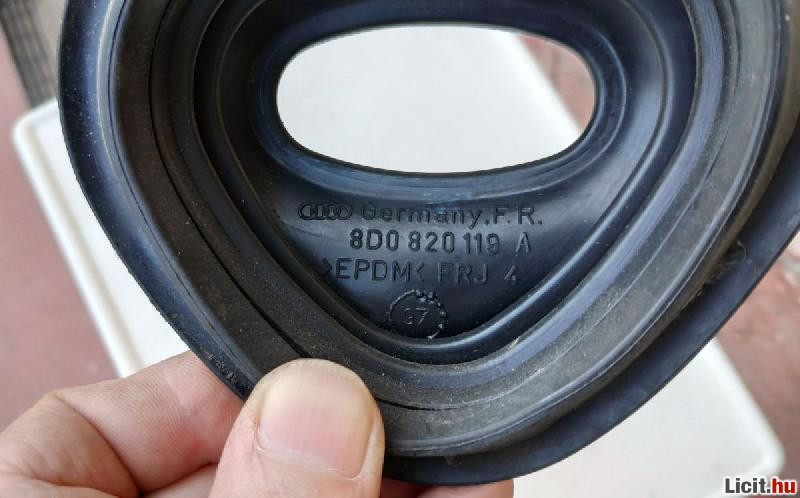 Germany.F.R.
8D0 820 119 A
>EPDM< FRJ 4
97
Licit.hu